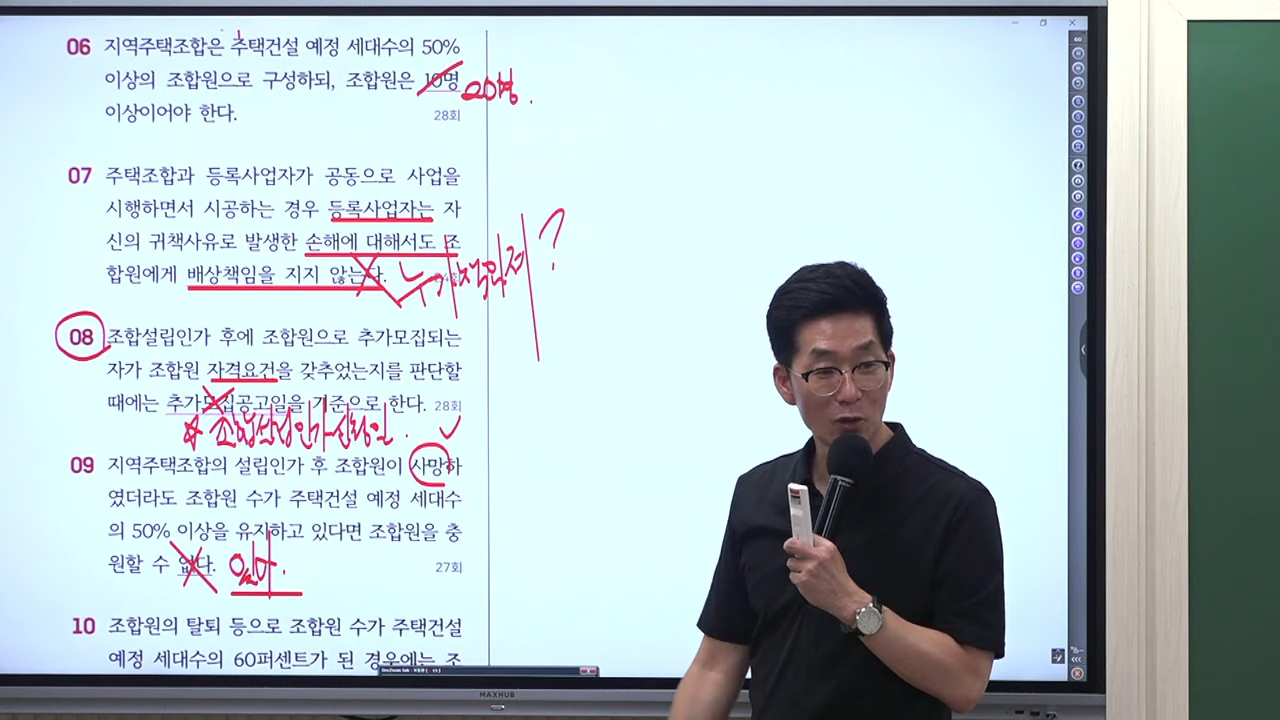 06 지역주택조합은 주택건설 예정 세대수의 50%
이상의 조합원으로 구성하되, 조합원은 10명 20명.
이상이어야 한다. 28회
07 주택조합과 등록사업자가 공동으로 사업을
시행하면서 시공하는 경우 등록사업자는 자
신의 귀책사유로 발생한 손해에 대해서도 조
합원에게 배상책임을 지지 않는다.
?
08 조합설립인가 후에 조합원으로 추가모집되는
자가 조합원 자격요건을 갖추었는지를 판단할
때에는 추가모집공고일을 기준으로 한다. 28회
조합설립인가신청일.
09 지역주택조합의 설립인가 후 조합원이 사망하
였더라도 조합원 수가 주택건설 예정 세대수
의 50% 이상을 유지하고 있다면 조합원을 충
원할 수 없다. 있다. 27회
10 조합원의 탈퇴 등으로 조합원 수가 주택건설
예정 세대수의 60퍼센트가 된 경우에는 조
MAXHUB